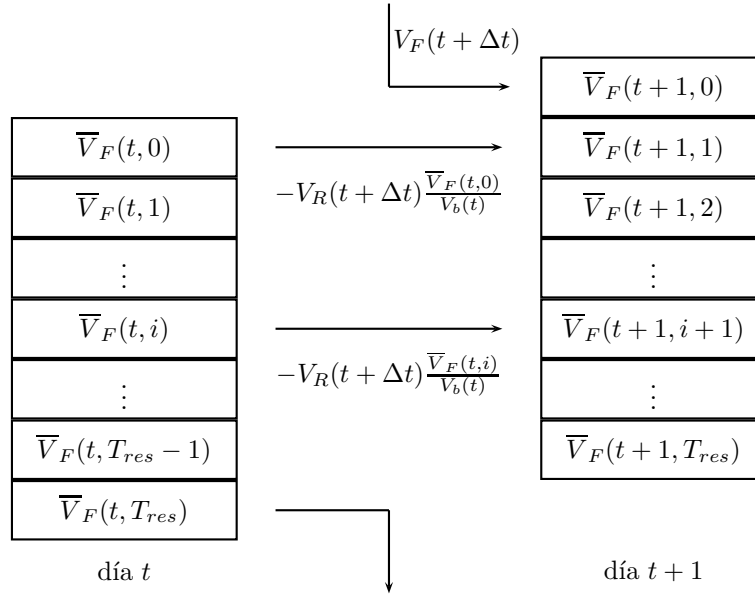 V_F(t + Δt)
V̅_F(t + 1, 0)
V̅_F(t, 0)
V̅_F(t + 1, 1)
−V_R(t + Δt) V̅_F(t,0)/V_b(t)
V̅_F(t, 1)
V̅_F(t + 1, 2)
⋮
⋮
V̅_F(t, i)
V̅_F(t + 1, i + 1)
−V_R(t + Δt) V̅_F(t,i)/V_b(t)
⋮
⋮
V̅_F(t, T_res − 1)
V̅_F(t + 1, T_res)
V̅_F(t, T_res)
día t
día t + 1